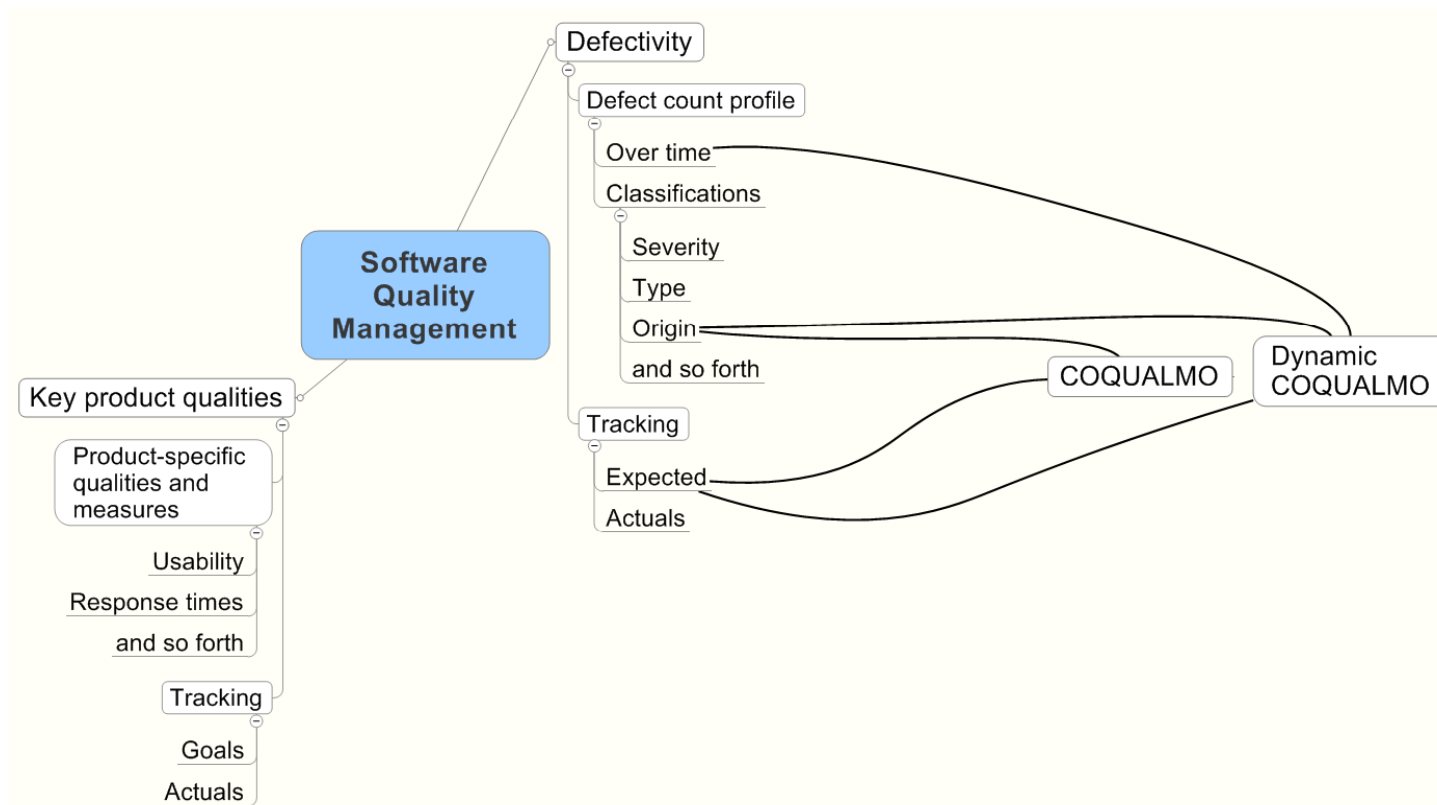 Defectivity
Defect count profile
Over time
Classifications
Severity
Type
Origin
and so forth
Tracking
Expected
Actuals
Software
Quality
Management
COQUALMO
Dynamic
COQUALMO
Key product qualities
Product-specific
qualities and
measures
Usability
Response times
and so forth
Tracking
Goals
Actuals